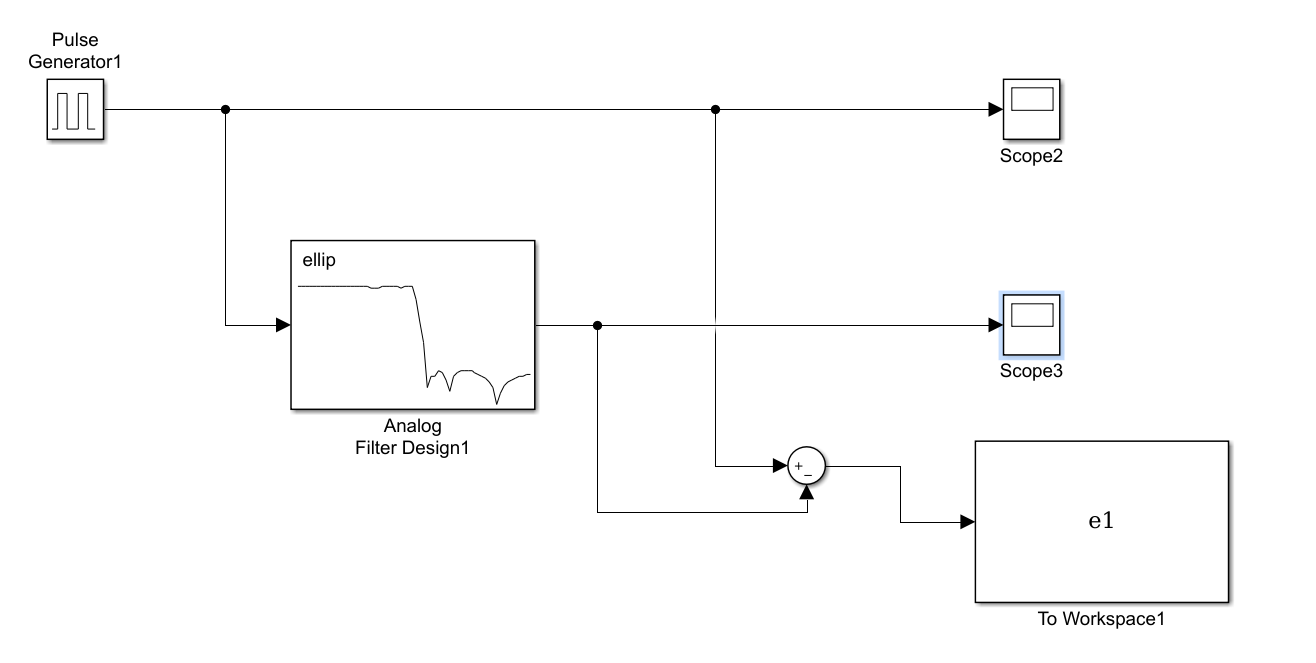 Pulse
Generator1
Scope2
ellip
Analog
Filter Design1
Scope3
+
−
e1
To Workspace1